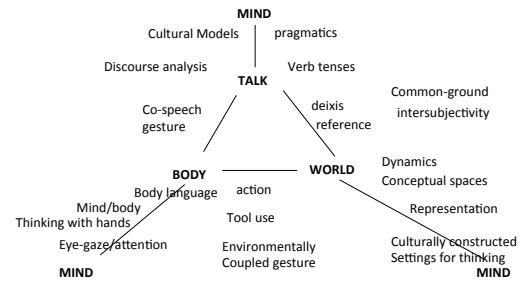 MIND
Cultural Models
pragmatics
Discourse analysis
Verb tenses
TALK
Common-ground
intersubjectivity
Co-speech
gesture
deixis
reference
BODY
WORLD
Dynamics
Conceptual spaces
Body language
action
Mind/body
Thinking with hands
Tool use
Representation
Eye-gaze/attention
Environmentally
Coupled gesture
Culturally constructed
Settings for thinking
MIND
MIND